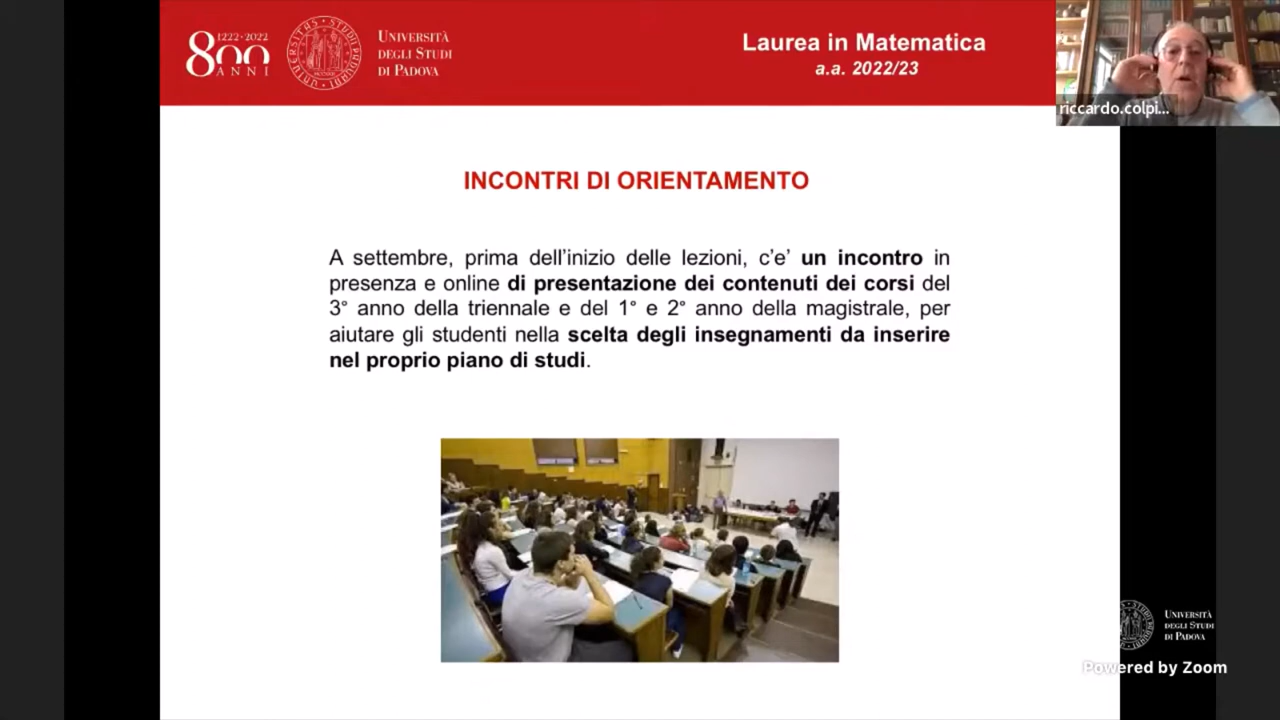 1222·2022
800
ANNI
UNIVERSITÀ
DEGLI STUDI
DI PADOVA
Laurea in Matematica
a.a. 2022/23
riccardo.colpi...
INCONTRI DI ORIENTAMENTO
A settembre, prima dell'inizio delle lezioni, c'e' un incontro in
presenza e online di presentazione dei contenuti dei corsi del
3° anno della triennale e del 1° e 2° anno della magistrale, per
aiutare gli studenti nella scelta degli insegnamenti da inserire
nel proprio piano di studi.
UNIVERSITÀ
DEGLI STUDI
DI PADOVA
Powered by Zoom